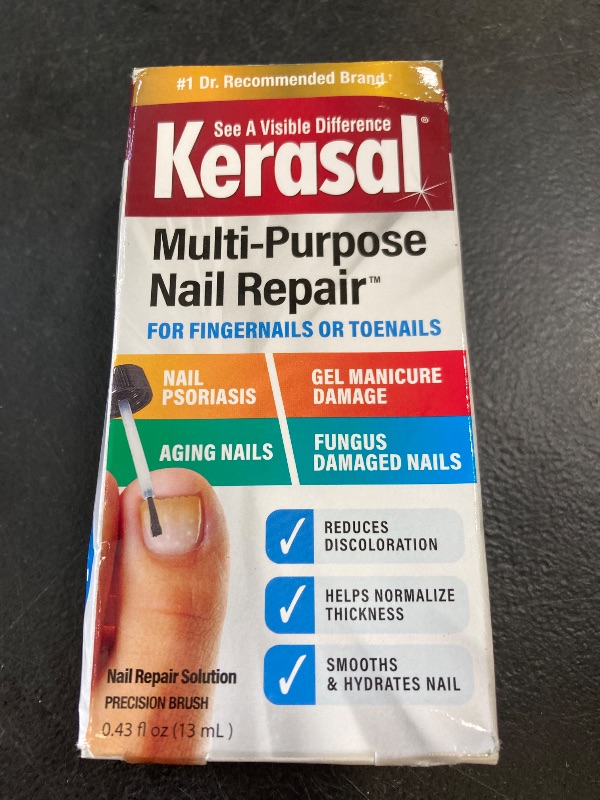 #1 Dr. Recommended Brand†
See A Visible Difference
Kerasal®
Multi-Purpose
Nail Repair™
FOR FINGERNAILS OR TOENAILS
NAIL
PSORIASIS
GEL MANICURE
DAMAGE
AGING NAILS
FUNGUS
DAMAGED NAILS
REDUCES
DISCOLORATION
HELPS NORMALIZE
THICKNESS
SMOOTHS
& HYDRATES NAIL
Nail Repair Solution
PRECISION BRUSH
0.43 fl oz (13 mL)